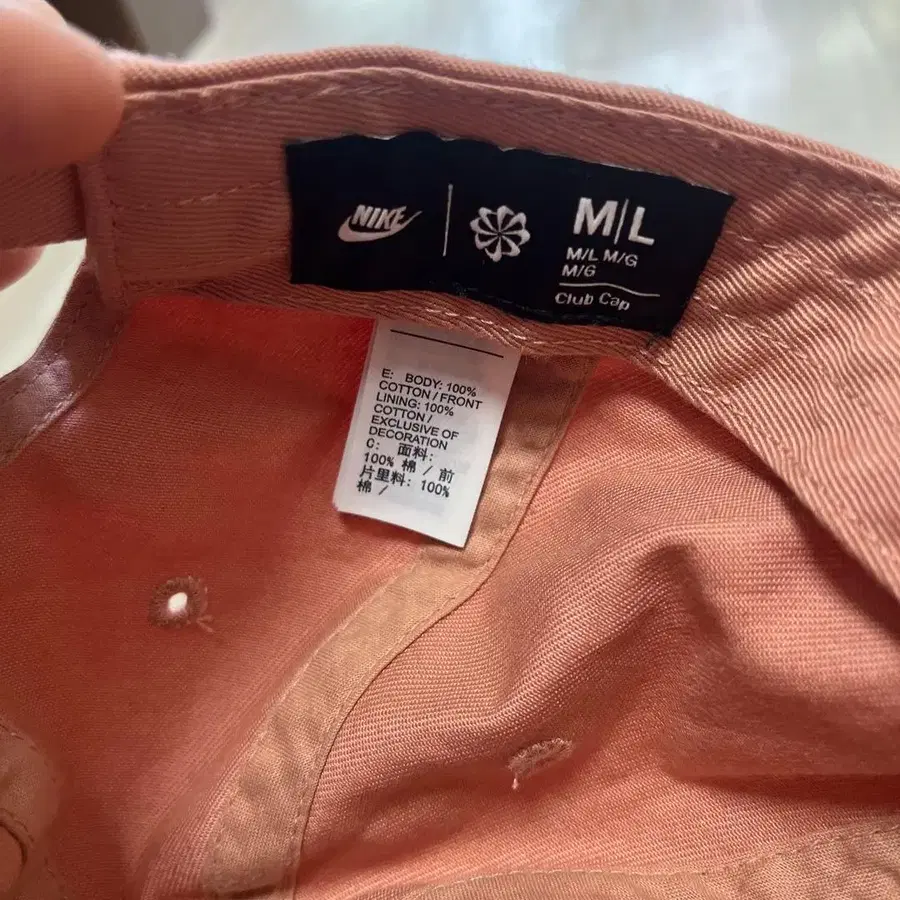 NIKE
M/L
M/L M/G
M/G
Club Cap
E: BODY: 100%
COTTON / FRONT
LINING: 100%
COTTON /
EXCLUSIVE OF
DECORATION
C: 面料:
100% 棉 / 前
片里料: 100%
棉 /